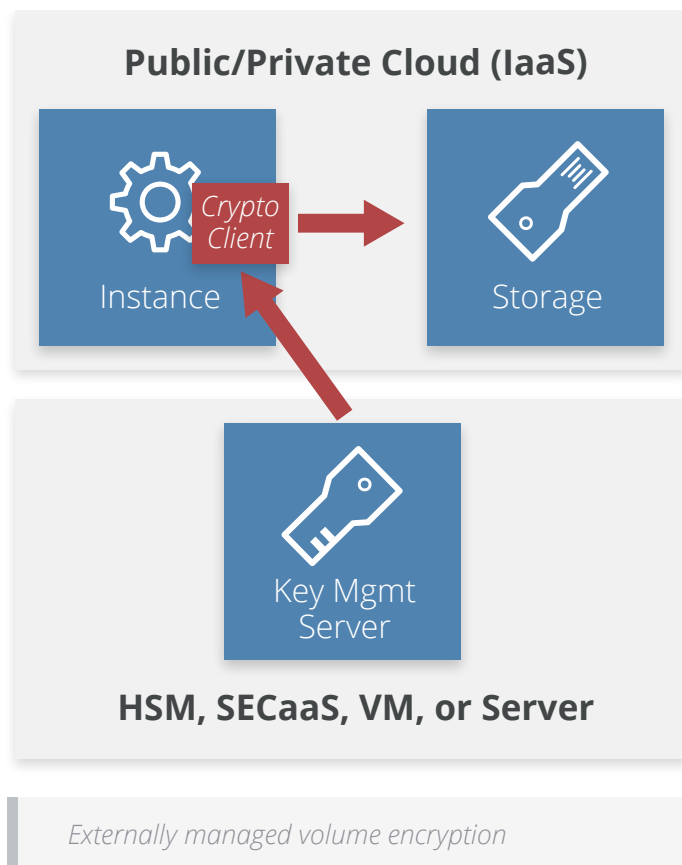 Public/Private Cloud (IaaS)
Crypto
Client
Instance
Storage
Key Mgmt
Server
HSM, SECaaS, VM, or Server
Externally managed volume encryption